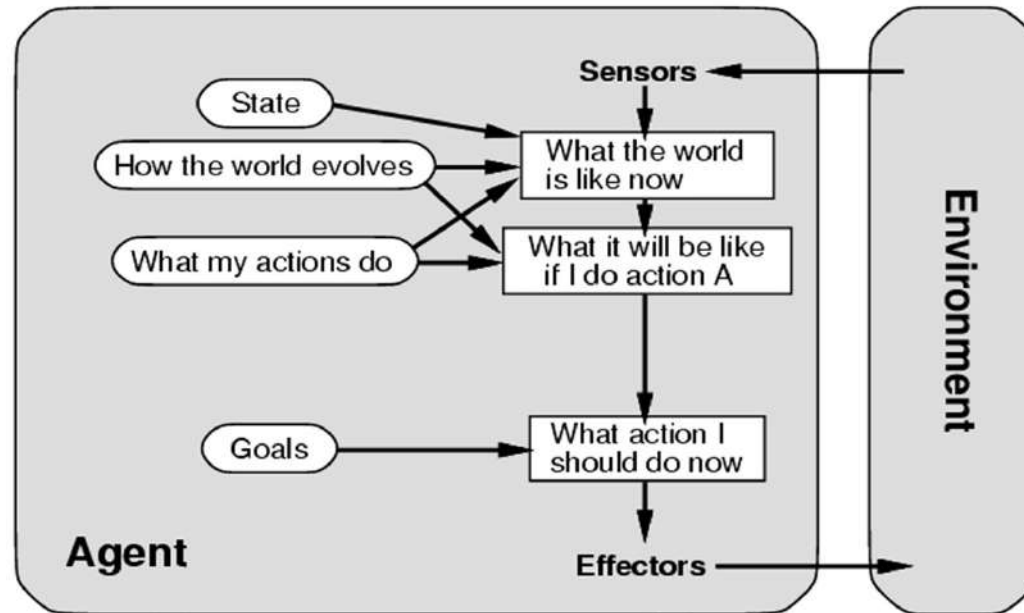 Sensors
State
What the world
is like now
How the world evolves
What it will be like
if I do action A
What my actions do
Environment
What action I
should do now
Goals
Agent
Effectors